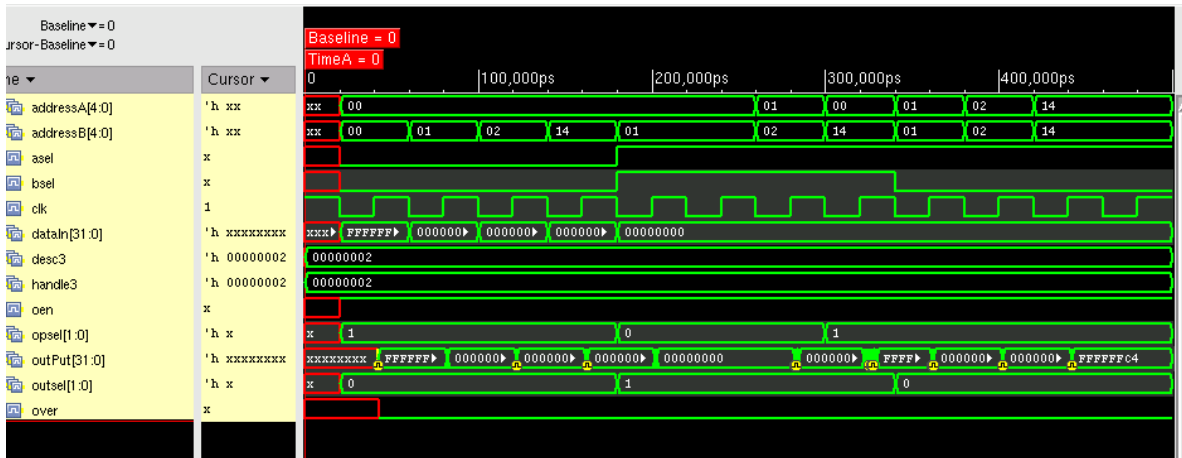 Baseline▼=0
ursor-Baseline▼=0
Baseline = 0
TimeA = 0
ne ▼ Cursor ▼ 0 100,000ps 200,000ps 300,000ps 400,000ps
addressA[4:0] 'h xx xx 00 01 00 01 02 14
addressB[4:0] 'h xx xx 00 01 02 14 01 02 14 01 02 14
asel x
bsel x
clk 1
dataIn[31:0] 'h xxxxxxxx xxx FFFFFF 000000 000000 000000 00000000
desc3 'h 00000002 00000002
handle3 'h 00000002 00000002
oen x
opsel[1:0] 'h x x 1 0 1
outPut[31:0] 'h xxxxxxxx xxxxxxxx FFFFFF 000000 000000 000000 00000000 000000 FFFF 000000 000000 FFFFFFC4
outsel[1:0] 'h x x 0 1 0
over x